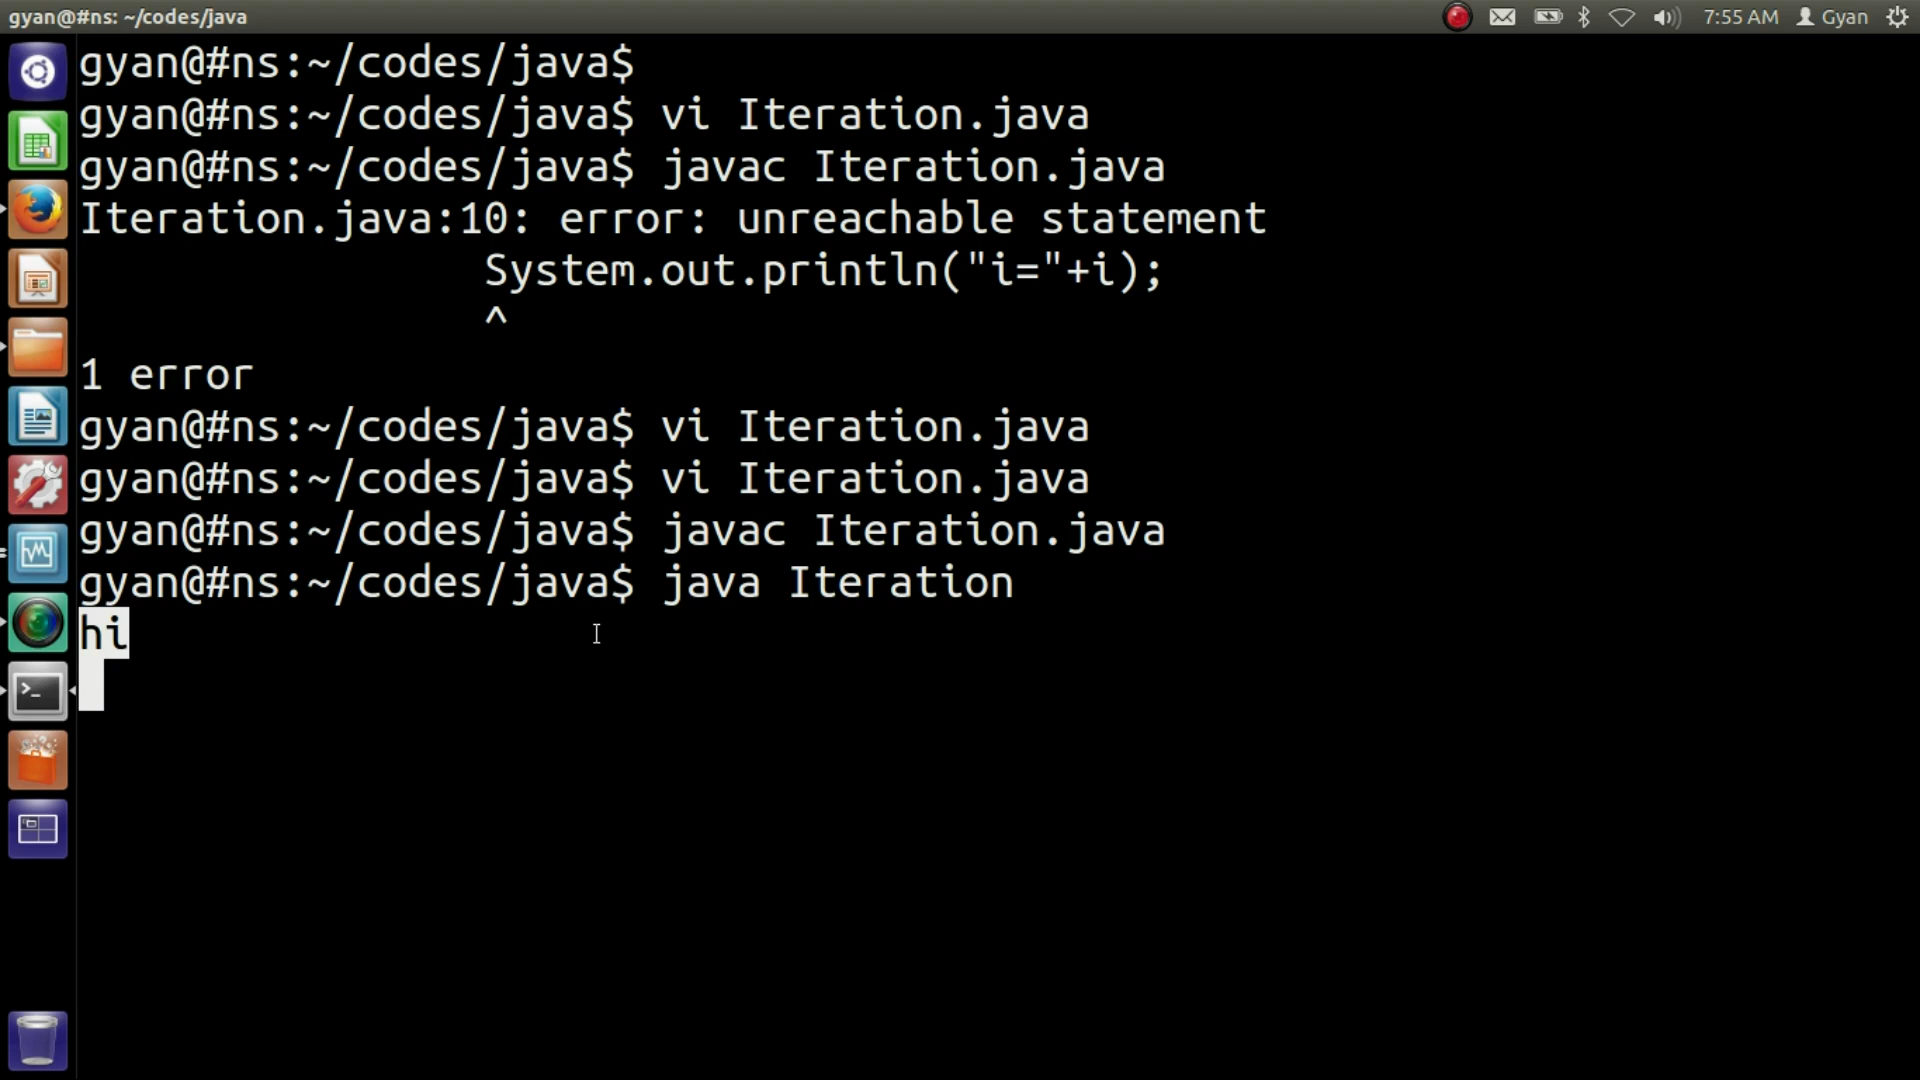 gyan@#ns: ~/codes/java
7:55 AM
Gyan
gyan@#ns:~/codes/java$
gyan@#ns:~/codes/java$ vi Iteration.java
gyan@#ns:~/codes/java$ javac Iteration.java
Iteration.java:10: error: unreachable statement
System.out.println("i="+i);
^
1 error
gyan@#ns:~/codes/java$ vi Iteration.java
gyan@#ns:~/codes/java$ vi Iteration.java
gyan@#ns:~/codes/java$ javac Iteration.java
gyan@#ns:~/codes/java$ java Iteration
hi